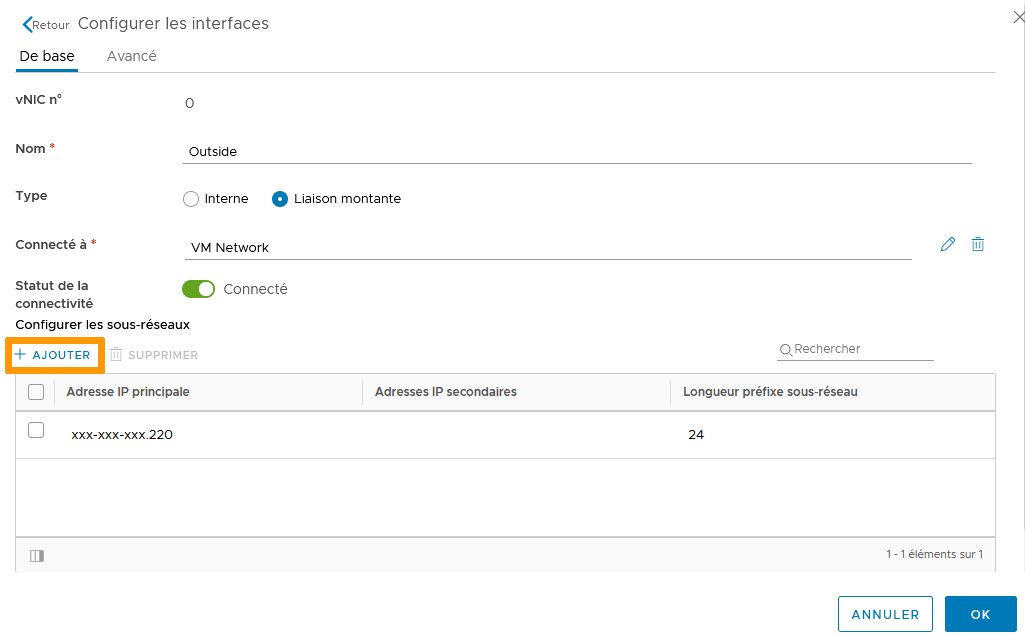 Retour Configurer les interfaces
De base Avancé
vNIC n° 0
Nom * Outside
Type Interne Liaison montante
Connecté à * VM Network
Statut de la
connectivité Connecté
Configurer les sous-réseaux
+ AJOUTER SUPPRIMER Rechercher
Adresse IP principale Adresses IP secondaires Longueur préfixe sous-réseau
xxx-xxx-xxx.220 24
1 - 1 éléments sur 1
ANNULER OK